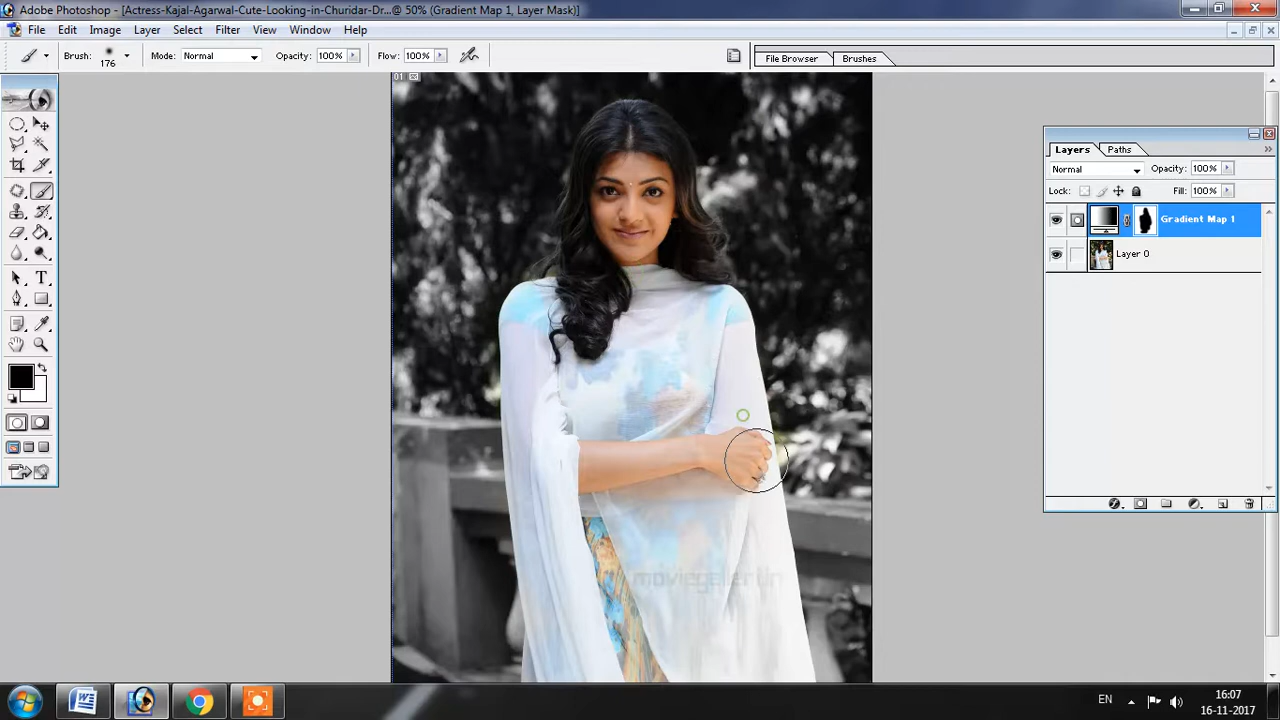 Adobe Photoshop - [Actress-Kajal-Agarwal-Cute-Looking-in-Churidar-Dr...@ 50% (Gradient Map 1, Layer Mask)]
File Edit Image Layer Select Filter View Window Help
Brush: 176 Mode: Normal Opacity: 100% Flow: 100% File Browser Brushes
01
Layers Paths
Normal Opacity: 100%
Lock: Fill: 100%
Gradient Map 1
Layer 0
EN 16:07
16-11-2017